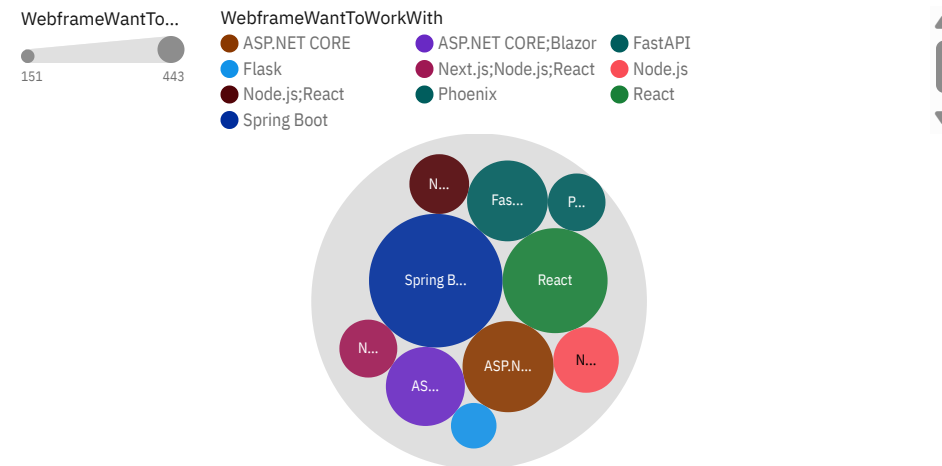 WebframeWantTo...
151
443
WebframeWantToWorkWith
ASP.NET CORE
ASP.NET CORE;Blazor
FastAPI
Flask
Next.js;Node.js;React
Node.js
Node.js;React
Phoenix
React
Spring Boot
N...
Fas...
P...
Spring B...
React
N...
ASP.N...
N...
AS...